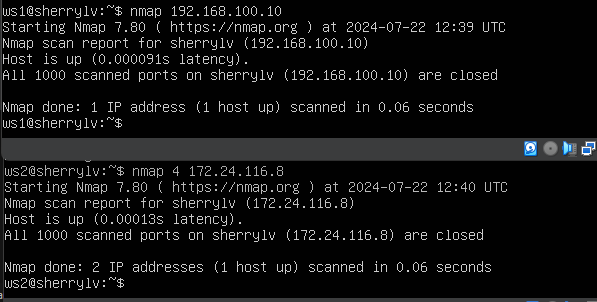 ws1@sherrylv:~$ nmap 192.168.100.10
Starting Nmap 7.80 ( https://nmap.org ) at 2024-07-22 12:39 UTC
Nmap scan report for sherrylv (192.168.100.10)
Host is up (0.000091s latency).
All 1000 scanned ports on sherrylv (192.168.100.10) are closed
Nmap done: 1 IP address (1 host up) scanned in 0.06 seconds
ws1@sherrylv:~$
ws2@sherrylv:~$ nmap 4 172.24.116.8
Starting Nmap 7.80 ( https://nmap.org ) at 2024-07-22 12:40 UTC
Nmap scan report for sherrylv (172.24.116.8)
Host is up (0.00013s latency).
All 1000 scanned ports on sherrylv (172.24.116.8) are closed
Nmap done: 2 IP addresses (1 host up) scanned in 0.06 seconds
ws2@sherrylv:~$